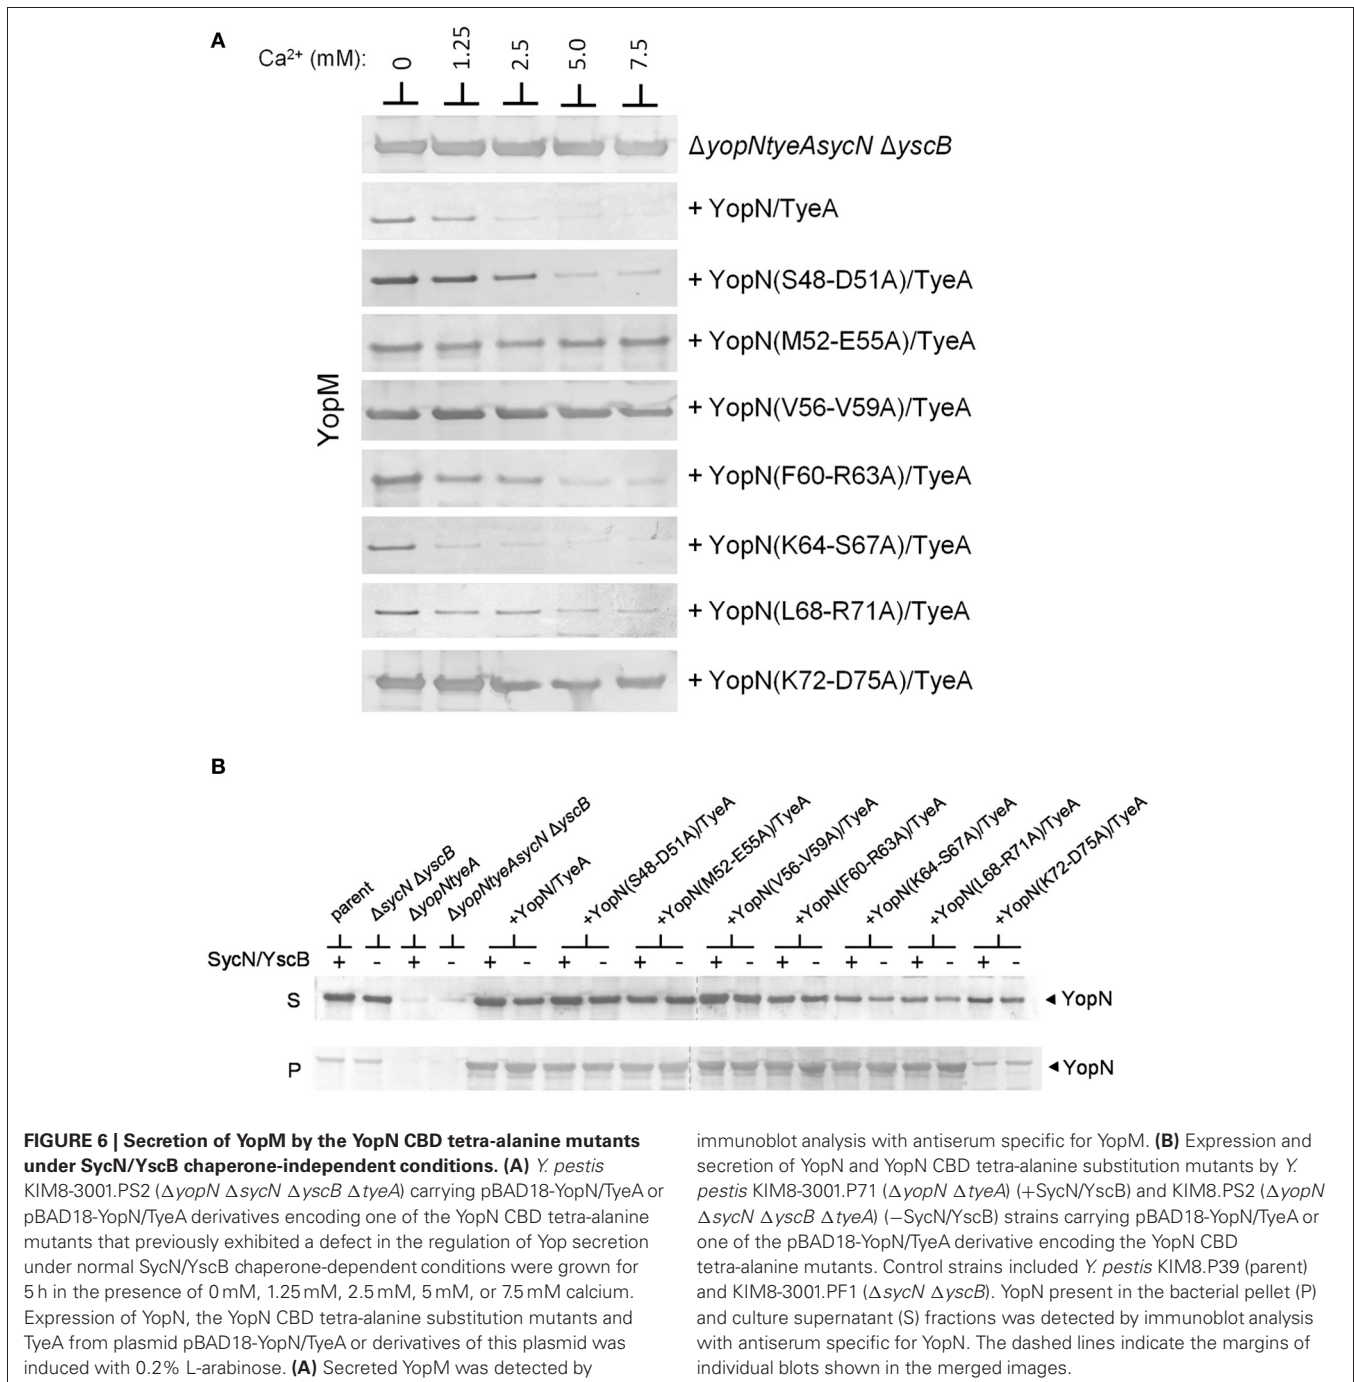 A
Ca²⁺ (mM):
0
1.25
2.5
5.0
7.5
ΔyopNtyeAsycN ΔyscB
+ YopN/TyeA
+ YopN(S48-D51A)/TyeA
+ YopN(M52-E55A)/TyeA
+ YopN(V56-V59A)/TyeA
+ YopN(F60-R63A)/TyeA
+ YopN(K64-S67A)/TyeA
+ YopN(L68-R71A)/TyeA
+ YopN(K72-D75A)/TyeA
YopM
B
parent
ΔsycN ΔyscB
ΔyopNtyeA
ΔyopNtyeAsycN ΔyscB
+YopN/TyeA
+YopN(S48-D51A)/TyeA
+YopN(M52-E55A)/TyeA
+YopN(V56-V59A)/TyeA
+YopN(F60-R63A)/TyeA
+YopN(K64-S67A)/TyeA
+YopN(L68-R71A)/TyeA
+YopN(K72-D75A)/TyeA
SycN/YscB + - + - + - + - + - + - + - + - + - + -
S ◄ YopN
P ◄ YopN
FIGURE 6 | Secretion of YopM by the YopN CBD tetra-alanine mutants
under SycN/YscB chaperone-independent conditions. (A) Y. pestis
KIM8-3001.PS2 (ΔyopN ΔsycN ΔyscB ΔtyeA) carrying pBAD18-YopN/TyeA or
pBAD18-YopN/TyeA derivatives encoding one of the YopN CBD tetra-alanine
mutants that previously exhibited a defect in the regulation of Yop secretion
under normal SycN/YscB chaperone-dependent conditions were grown for
5 h in the presence of 0 mM, 1.25 mM, 2.5 mM, 5 mM, or 7.5 mM calcium.
Expression of YopN, the YopN CBD tetra-alanine substitution mutants and
TyeA from plasmid pBAD18-YopN/TyeA or derivatives of this plasmid was
induced with 0.2% L-arabinose. (A) Secreted YopM was detected by
immunoblot analysis with antiserum specific for YopM. (B) Expression and
secretion of YopN and YopN CBD tetra-alanine substitution mutants by Y.
pestis KIM8-3001.P71 (ΔyopN ΔtyeA) (+SycN/YscB) and KIM8.PS2 (ΔyopN
ΔsycN ΔyscB ΔtyeA) (−SycN/YscB) strains carrying pBAD18-YopN/TyeA or
one of the pBAD18-YopN/TyeA derivative encoding the YopN CBD
tetra-alanine mutants. Control strains included Y. pestis KIM8.P39 (parent)
and KIM8-3001.PF1 (ΔsycN ΔyscB). YopN present in the bacterial pellet (P)
and culture supernatant (S) fractions was detected by immunoblot analysis
with antiserum specific for YopN. The dashed lines indicate the margins of
individual blots shown in the merged images.